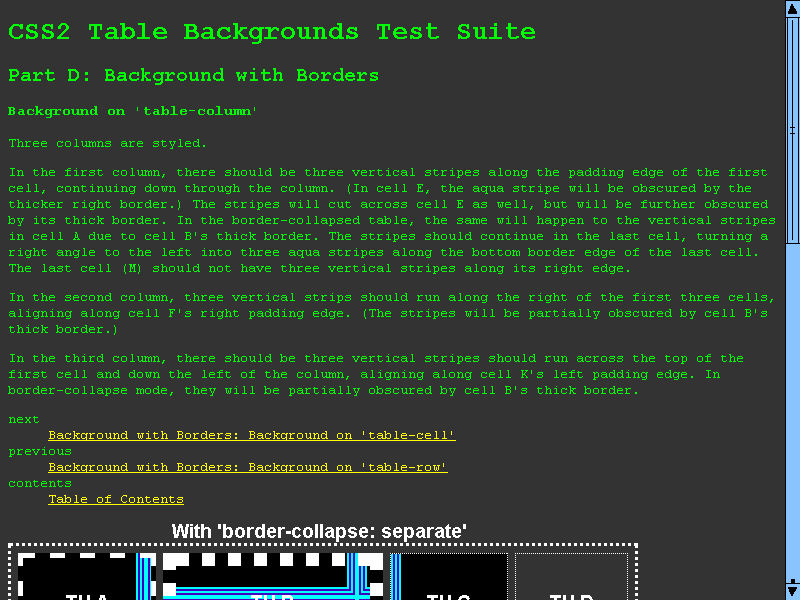 CSS2 Table Backgrounds Test Suite
Part D: Background with Borders
Background on 'table-column'
Three columns are styled.
In the first column, there should be three vertical stripes along the padding edge of the first
cell, continuing down through the column. (In cell E, the aqua stripe will be obscured by the
thicker right border.) The stripes will cut across cell E as well, but will be further obscured
by its thick border. In the border-collapsed table, the same will happen to the vertical stripes
in cell A due to cell B's thick border. The stripes should continue in the last cell, turning a
right angle to the left into three aqua stripes along the bottom border edge of the last cell.
The last cell (M) should not have three vertical stripes along its right edge.
In the second column, three vertical strips should run along the right of the first three cells,
aligning along cell F's right padding edge. (The stripes will be partially obscured by cell B's
thick border.)
In the third column, there should be three vertical stripes should run across the top of the
first cell and down the left of the column, aligning along cell K's left padding edge. In
border-collapse mode, they will be partially obscured by cell B's thick border.
next
Background with Borders: Background on 'table-cell'
previous
Background with Borders: Background on 'table-row'
contents
Table of Contents
With 'border-collapse: separate'
TH A TH B TH C TH D